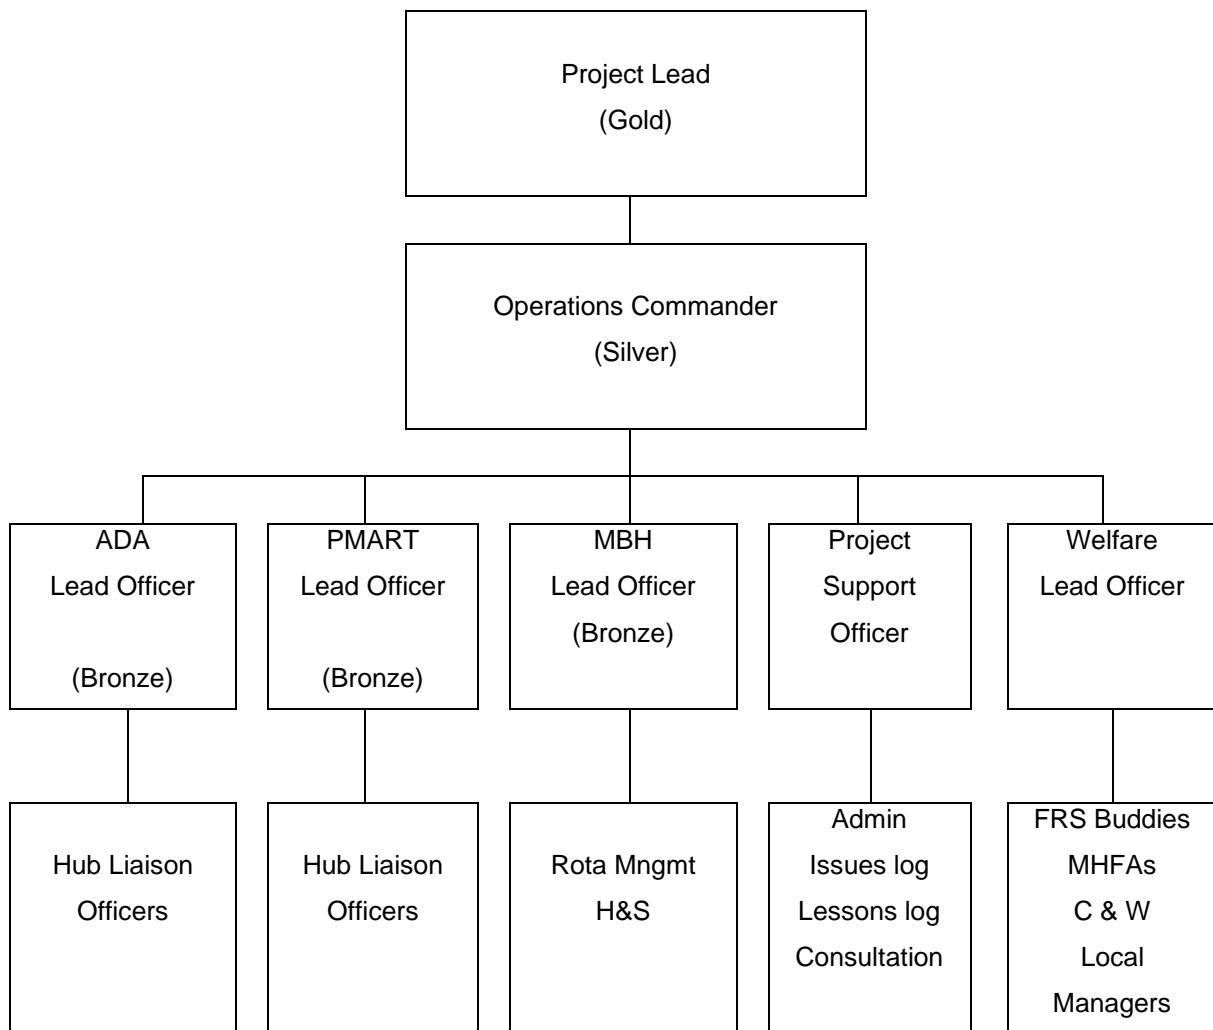 Project Lead
(Gold)
Operations Commander
(Silver)
ADA
Lead Officer
(Bronze)
PMART
Lead Officer
(Bronze)
MBH
Lead Officer
(Bronze)
Project
Support
Officer
Welfare
Lead Officer
Hub Liaison
Officers
Hub Liaison
Officers
Rota Mngmt
H&S
Admin
Issues log
Lessons log
Consultation
FRS Buddies
MHFAs
C & W
Local
Managers